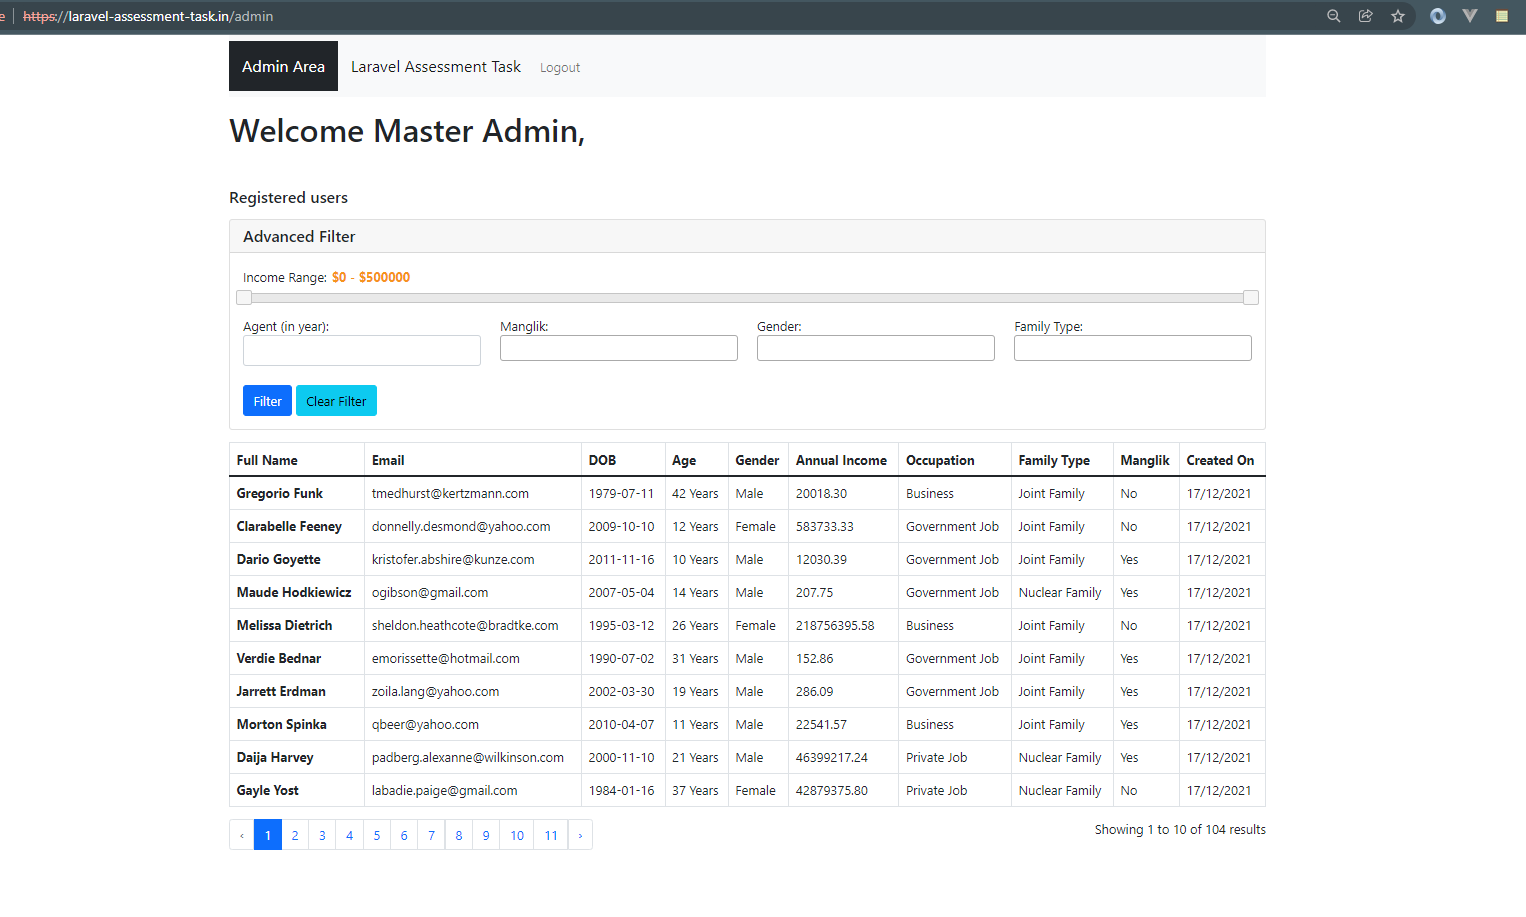 e https://laravel-assessment-task.in/admin
Admin Area Laravel Assessment Task Logout
Welcome Master Admin,
Registered users
Advanced Filter
Income Range: $0 - $500000
Agent (in year): Manglik: Gender: Family Type:
Filter Clear Filter
Full Name Email DOB Age Gender Annual Income Occupation Family Type Manglik Created On
Gregorio Funk tmedhurst@kertzmann.com 1979-07-11 42 Years Male 20018.30 Business Joint Family No 17/12/2021
Clarabelle Feeney donnelly.desmond@yahoo.com 2009-10-10 12 Years Female 583733.33 Government Job Joint Family No 17/12/2021
Dario Goyette kristofer.abshire@kunze.com 2011-11-16 10 Years Male 12030.39 Government Job Joint Family Yes 17/12/2021
Maude Hodkiewicz ogibson@gmail.com 2007-05-04 14 Years Male 207.75 Government Job Nuclear Family Yes 17/12/2021
Melissa Dietrich sheldon.heathcote@bradtke.com 1995-03-12 26 Years Female 218756395.58 Business Joint Family No 17/12/2021
Verdie Bednar emorissette@hotmail.com 1990-07-02 31 Years Male 152.86 Government Job Joint Family Yes 17/12/2021
Jarrett Erdman zoila.lang@yahoo.com 2002-03-30 19 Years Male 286.09 Government Job Joint Family Yes 17/12/2021
Morton Spinka qbeer@yahoo.com 2010-04-07 11 Years Male 22541.57 Business Joint Family Yes 17/12/2021
Daija Harvey padberg.alexanne@wilkinson.com 2000-11-10 21 Years Male 46399217.24 Private Job Nuclear Family Yes 17/12/2021
Gayle Yost labadie.paige@gmail.com 1984-01-16 37 Years Female 42879375.80 Private Job Nuclear Family No 17/12/2021
‹ 1 2 3 4 5 6 7 8 9 10 11 › Showing 1 to 10 of 104 results